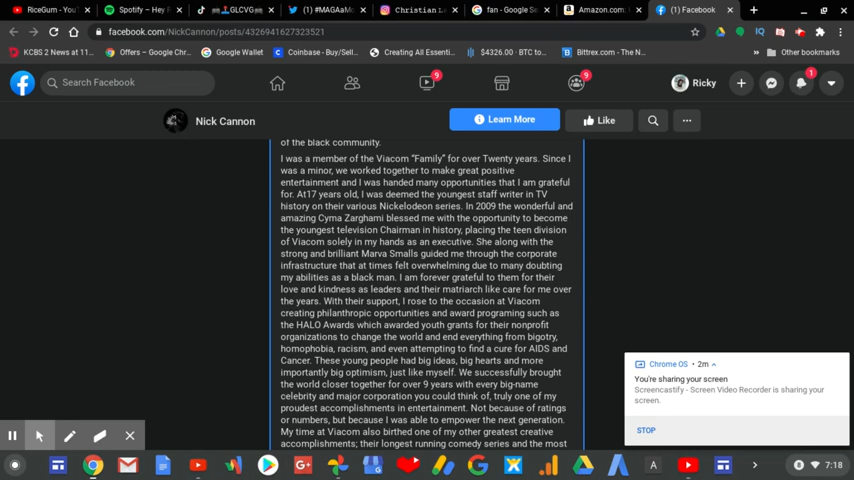 RiceGum - YouT
Spotify – Hey F
🕹GLCVG
(1) #MAGAaMo
Christian L
fan - Google Se
Amazon.com:
(1) Facebook
facebook.com/NickCannon/posts/4326941627323521
KCBS 2 News at 11...
Offers – Google Chr...
Google Wallet
Coinbase - Buy/Sell...
Creating All Essenti...
$4326.00 · BTC to...
Bittrex.com - The N...
Other bookmarks
Search Facebook
9
9
Ricky
1
Nick Cannon
Learn More
Like
of the black community.
I was a member of the Viacom “Family” for over Twenty years. Since I
was a minor, we worked together to make great positive
entertainment and I was handed many opportunities that I am grateful
for. At17 years old, I was deemed the youngest staff writer in TV
history on their various Nickelodeon series. In 2009 the wonderful and
amazing Cyma Zarghami blessed me with the opportunity to become
the youngest television Chairman in history, placing the teen division
of Viacom solely in my hands as an executive. She along with the
strong and brilliant Marva Smalls guided me through the corporate
infrastructure that at times felt overwhelming due to many doubting
my abilities as a black man. I am forever grateful to them for their
love and kindness as leaders and their matriarch like care for me over
the years. With their support, I rose to the occasion at Viacom
creating philanthropic opportunities and award programing such as
the HALO Awards which awarded youth grants for their nonprofit
organizations to change the world and end everything from bigotry,
homophobia, racism, and even attempting to find a cure for AIDS and
Cancer. These young people had big ideas, big hearts and more
importantly big optimism, just like myself. We successfully brought
the world closer together for over 9 years with every big-name
celebrity and major corporation you could think of, truly one of my
proudest accomplishments in entertainment. Not because of ratings
or numbers, but because I was able to empower the next generation.
My time at Viacom also birthed one of my other greatest creative
accomplishments; their longest running comedy series and the most
Chrome OS • 2m
You're sharing your screen
Screencastify - Screen Video Recorder is sharing your
screen.
STOP
7:18